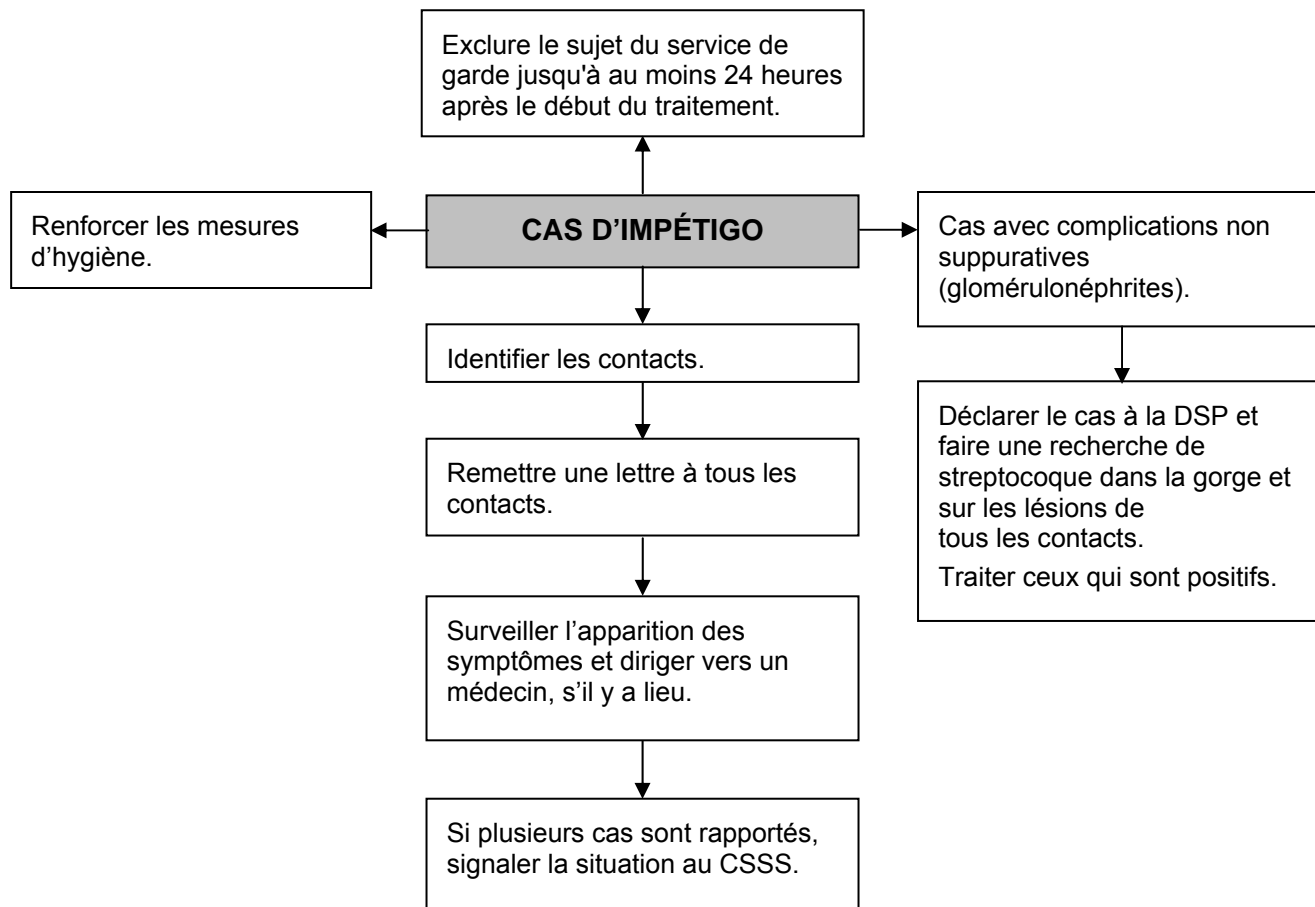 Exclure le sujet du service de
garde jusqu'à au moins 24 heures
après le début du traitement.
Renforcer les mesures
d’hygiène.
CAS D’IMPÉTIGO
Cas avec complications non
suppuratives
(glomérulonéphrites).
Identifier les contacts.
Déclarer le cas à la DSP et
faire une recherche de
streptocoque dans la gorge et
sur les lésions de
tous les contacts.
Traiter ceux qui sont positifs.
Remettre une lettre à tous les
contacts.
Surveiller l’apparition des
symptômes et diriger vers un
médecin, s’il y a lieu.
Si plusieurs cas sont rapportés,
signaler la situation au CSSS.